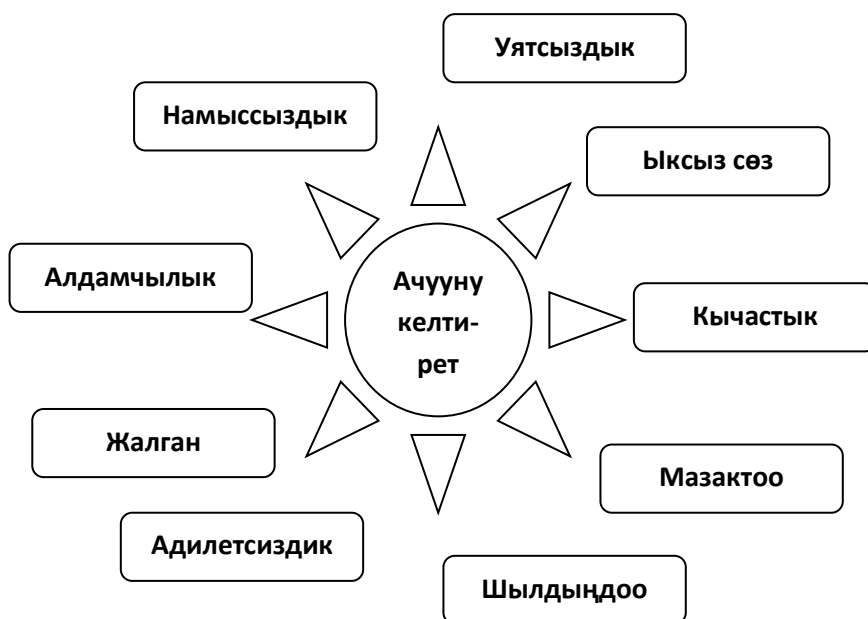 Уятсыздык
Намыссыздык
Ыксыз сөз
Алдамчылык
Ачууну
келти-
рет
Кычастык
Жалган
Мазактоо
Адилетсиздик
Шылдыңдоо